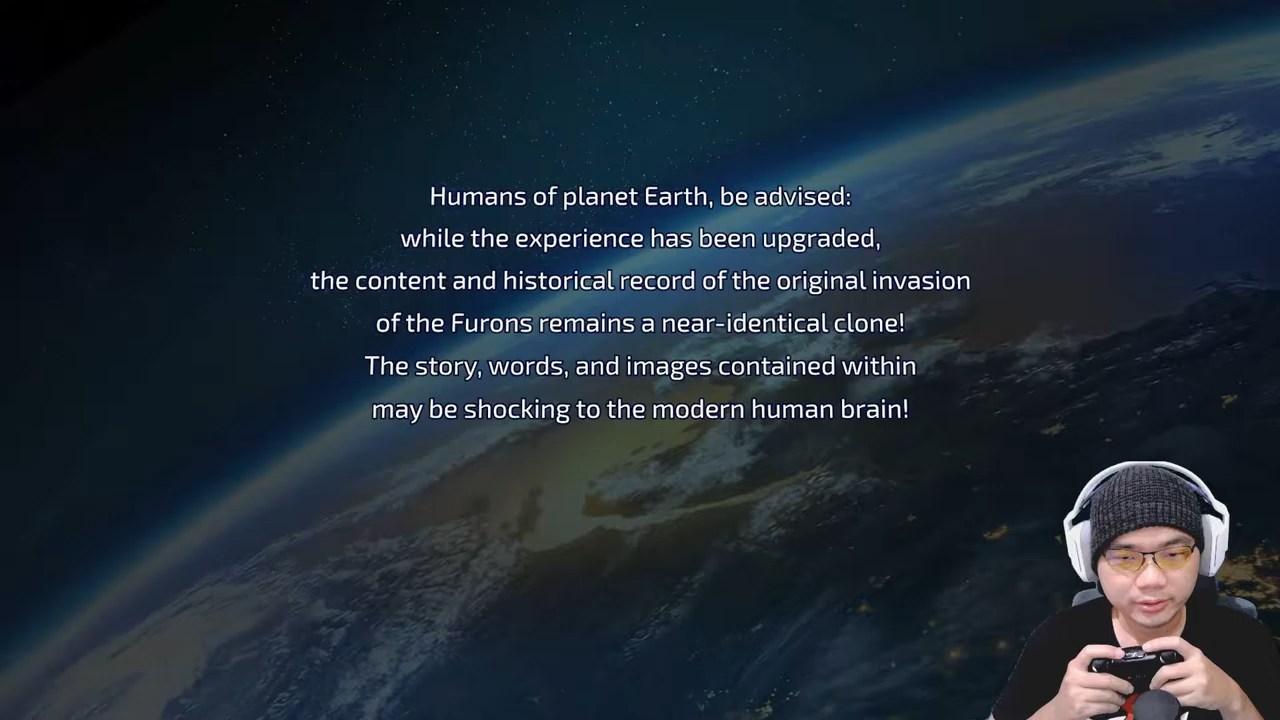 Humans of planet Earth, be advised:
while the experience has been upgraded,
the content and historical record of the original invasion
of the Furons remains a near-identical clone!
The story, words, and images contained within
may be shocking to the modern human brain!